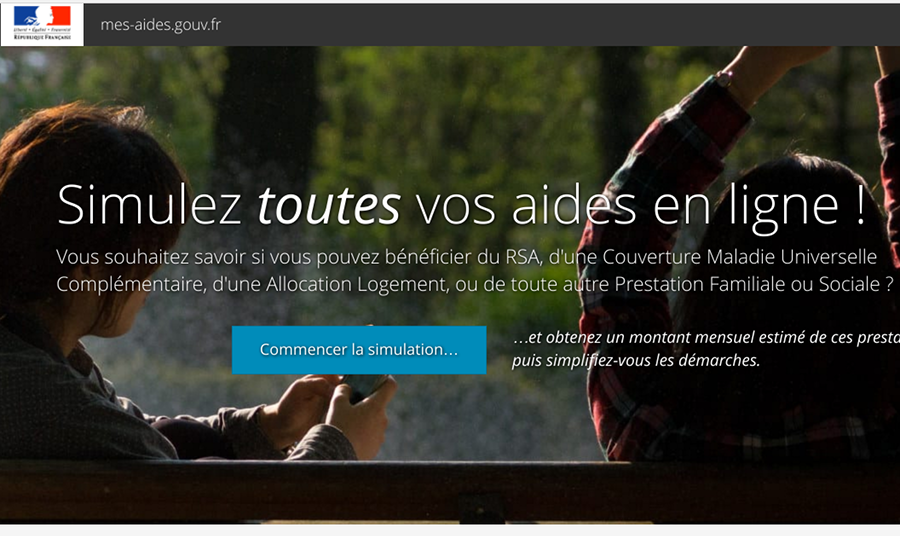 Liberté • Égalité • Fraternité
RÉPUBLIQUE FRANÇAISE
mes-aides.gouv.fr
Simulez toutes vos aides en ligne !
Vous souhaitez savoir si vous pouvez bénéficier du RSA, d'une Couverture Maladie Universelle
Complémentaire, d'une Allocation Logement, ou de toute autre Prestation Familiale ou Sociale ?
Commencer la simulation…
…et obtenez un montant mensuel estimé de ces presta
puis simplifiez-vous les démarches.